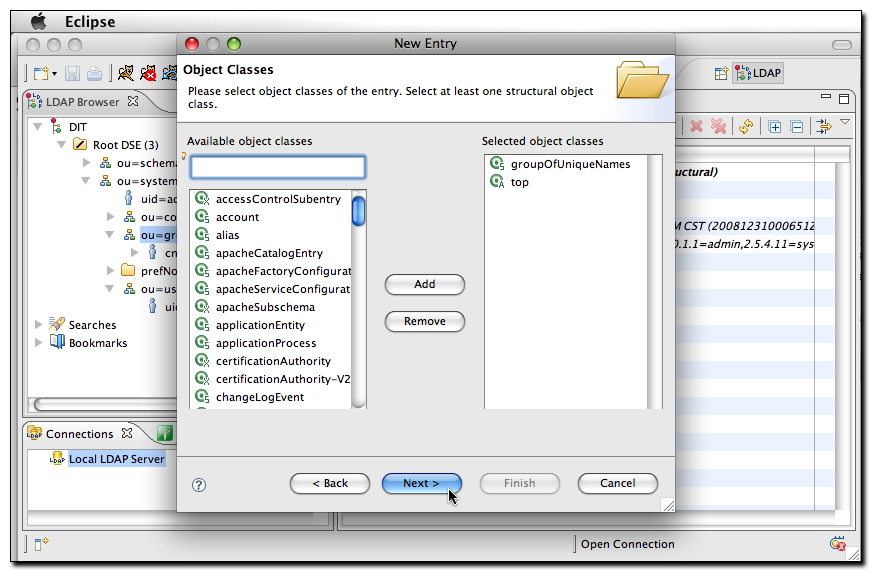 Eclipse
New Entry
LDAP
Object Classes
Please select object classes of the entry. Select at least one structural object
class.
LDAP Browser
DIT
Root DSE (3)
ou=schema
ou=system
uid=ad
ou=co
ou=gr
cn
prefNo
ou=us
uid
Searches
Bookmarks
Available object classes
accessControlSubentry
account
alias
apacheCatalogEntry
apacheFactoryConfigurat
apacheServiceConfigurat
apacheSubschema
applicationEntity
applicationProcess
certificationAuthority
certificationAuthority-V2
changeLogEvent
Add
Remove
Selected object classes
groupOfUniqueNames
top
uctural)
M CST (20081231000651Z
0.1.1=admin,2.5.4.11=sys
Connections
LDAP
Local LDAP Server
? < Back Next > Finish Cancel
Open Connection